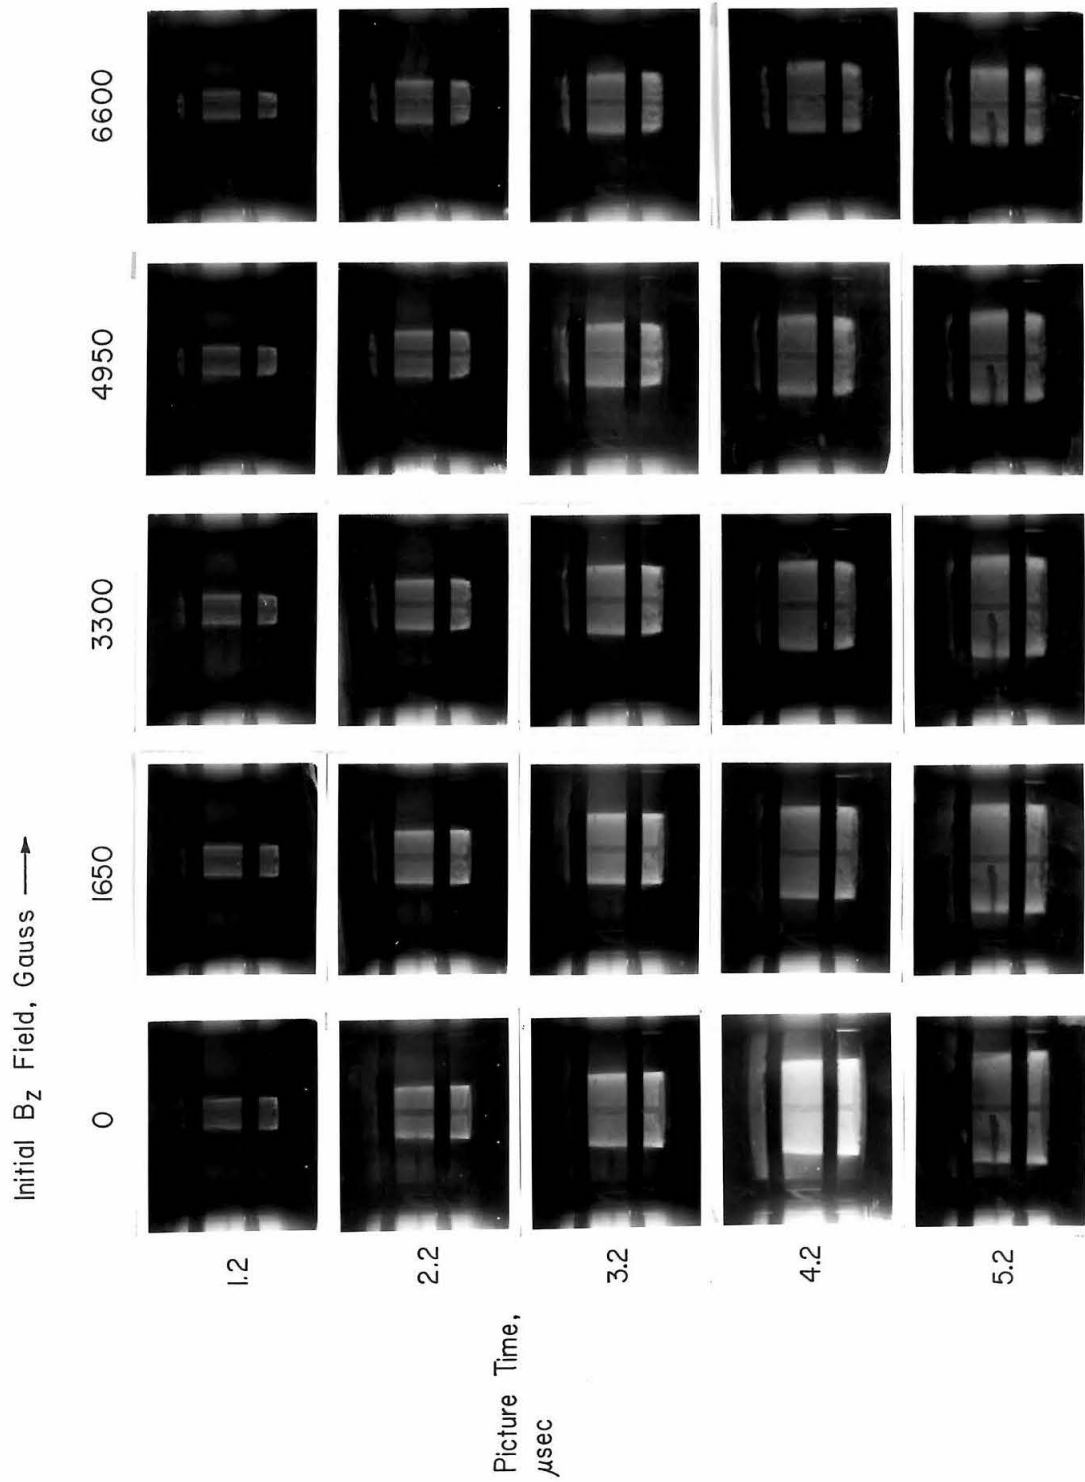 Initial Bz Field, Gauss →
0 1650 3300 4950 6600
Picture Time,
μsec
1.2
2.2
3.2
4.2
5.2